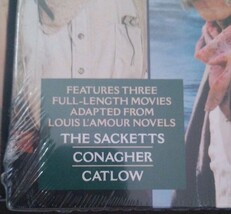 FEATURES THREE
FULL-LENGTH MOVIES
ADAPTED FROM
LOUIS L'AMOUR NOVELS
THE SACKETTS
CONAGHER
CATLOW